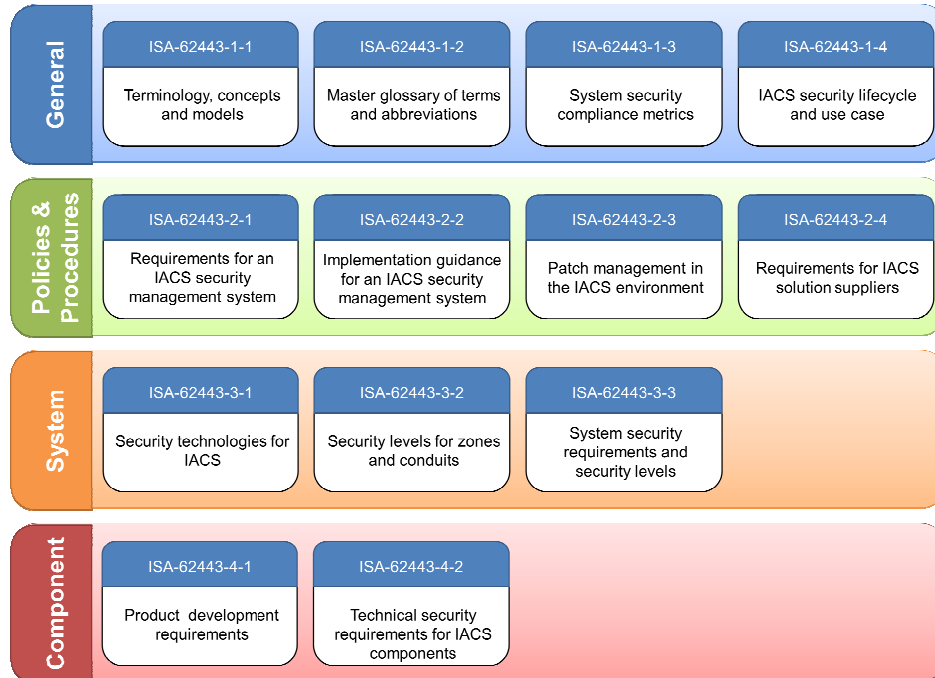 General
ISA-62443-1-1
Terminology, concepts
and models
ISA-62443-1-2
Master glossary of terms
and abbreviations
ISA-62443-1-3
System security
compliance metrics
ISA-62443-1-4
IACS security lifecycle
and use case
Policies &
Procedures
ISA-62443-2-1
Requirements for an
IACS security
management system
ISA-62443-2-2
Implementation guidance
for an IACS security
management system
ISA-62443-2-3
Patch management in
the IACS environment
ISA-62443-2-4
Requirements for IACS
solution suppliers
System
ISA-62443-3-1
Security technologies for
IACS
ISA-62443-3-2
Security levels for zones
and conduits
ISA-62443-3-3
System security
requirements and
security levels
Component
ISA-62443-4-1
Product development
requirements
ISA-62443-4-2
Technical security
requirements for IACS
components